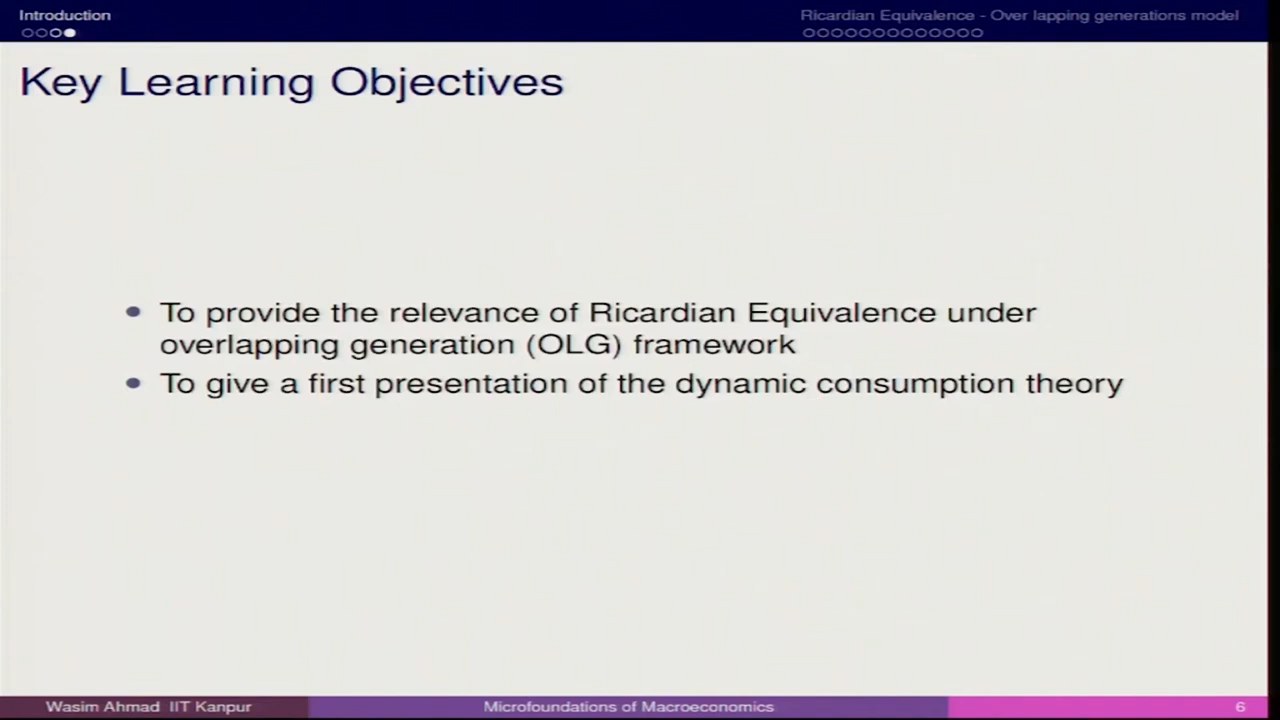 Introduction
Ricardian Equivalence - Over lapping generations model
Key Learning Objectives
• To provide the relevance of Ricardian Equivalence under
overlapping generation (OLG) framework
• To give a first presentation of the dynamic consumption theory
Wasim Ahmad IIT Kanpur
Microfoundations of Macroeconomics
6